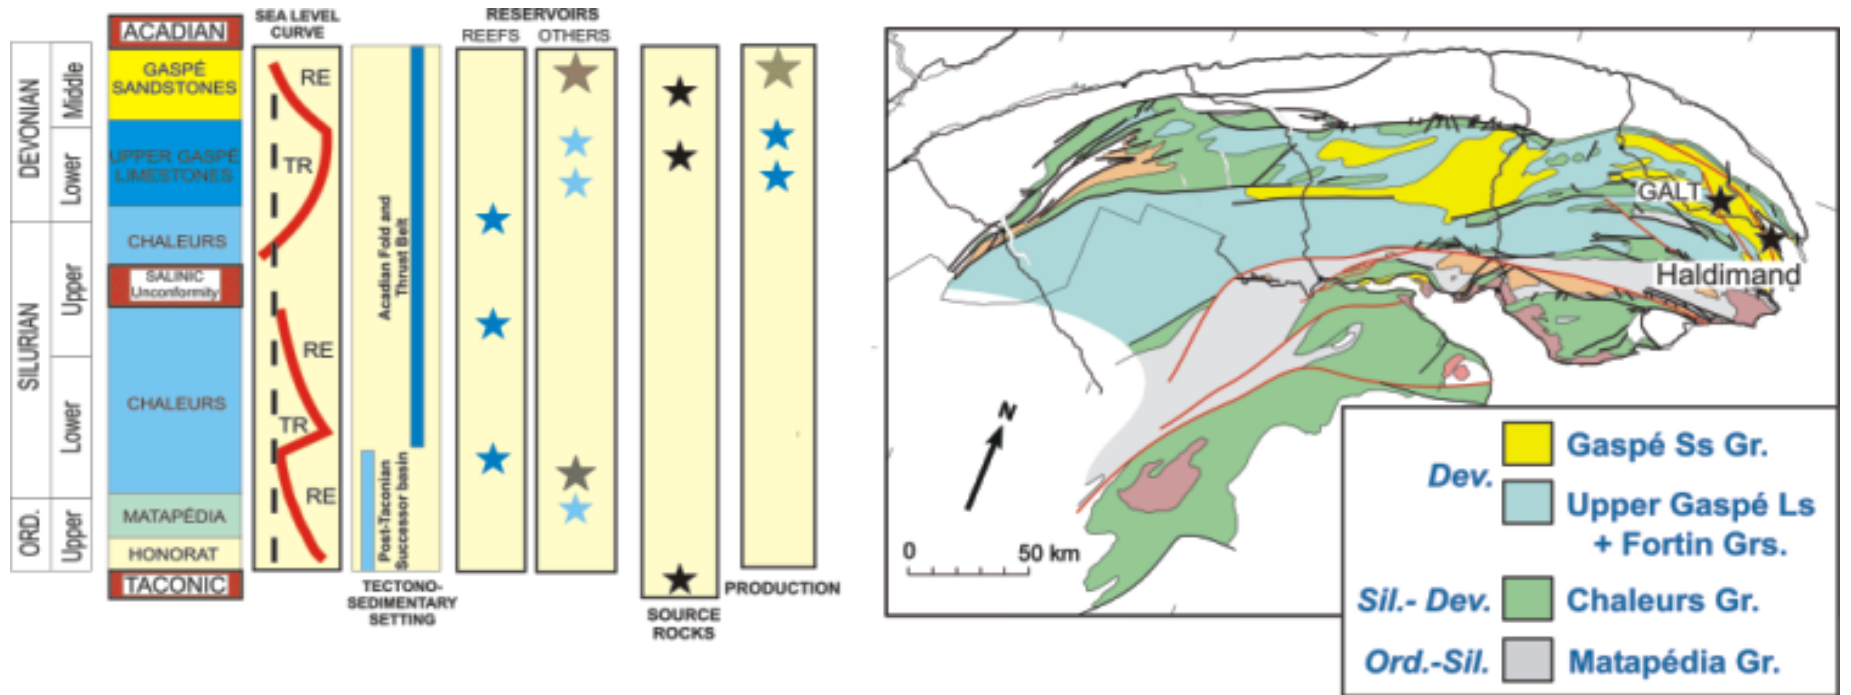 ACADIAN
SEA LEVEL
CURVE
RESERVOIRS
REEFS
OTHERS
DEVONIAN
Middle
Lower
SILURIAN
Upper
Lower
ORD.
Upper
GASPÉ
SANDSTONES
UPPER GASPÉ
LIMESTONES
CHALEURS
SALINIC
Unconformity
CHALEURS
MATAPÉDIA
HONORAT
TACONIC
RE
TR
RE
TR
RE
Acadian Fold and
Thrust Belt
Post-Taconian
Successor basin
TECTONO-
SEDIMENTARY
SETTING
SOURCE
ROCKS
PRODUCTION
GALT
Haldimand
N
0
50 km
Dev.
Gaspé Ss Gr.
Upper Gaspé Ls
+ Fortin Grs.
Sil.- Dev.
Chaleurs Gr.
Ord.-Sil.
Matapédia Gr.